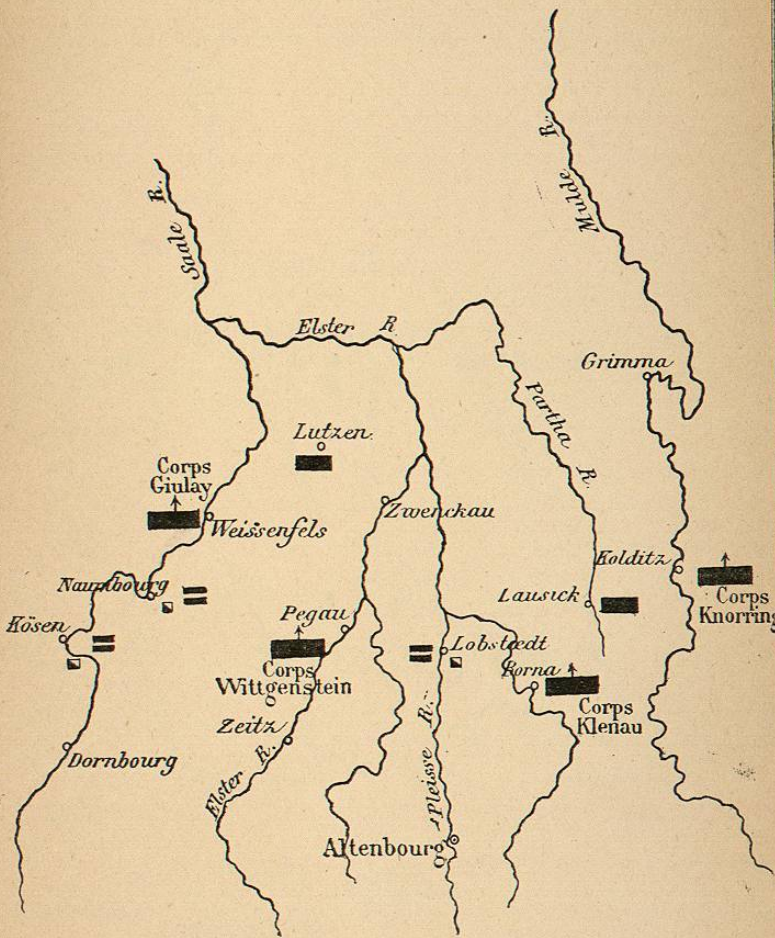 Mulde R.
Saale R.
Elster R
Grimma
Partha R.
Lutzen.
Corps
Giulay
Weissenfels
Zwenckau
Kolditz
Naumbourg
Lausick
Corps
Knorring
Kösen
Pegau
Lobstædt
Borna
Corps
Wittgenstein
Corps
Klenau
Zeitz
Dornbourg
Elster R.
Pleisse R.
Altenbourg